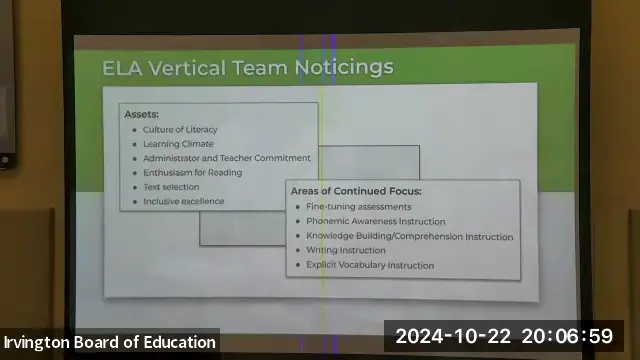 ELA Vertical Team Noticings
Assets:
● Culture of Literacy
● Learning Climate
● Administrator and Teacher Commitment
● Enthusiasm for Reading
● Text selection
● Inclusive excellence
Areas of Continued Focus:
● Fine-tuning assessments
● Phonemic Awareness Instruction
● Knowledge Building/Comprehension Instruction
● Writing Instruction
● Explicit Vocabulary Instruction
Irvington Board of Education
2024-10-22 20:06:59